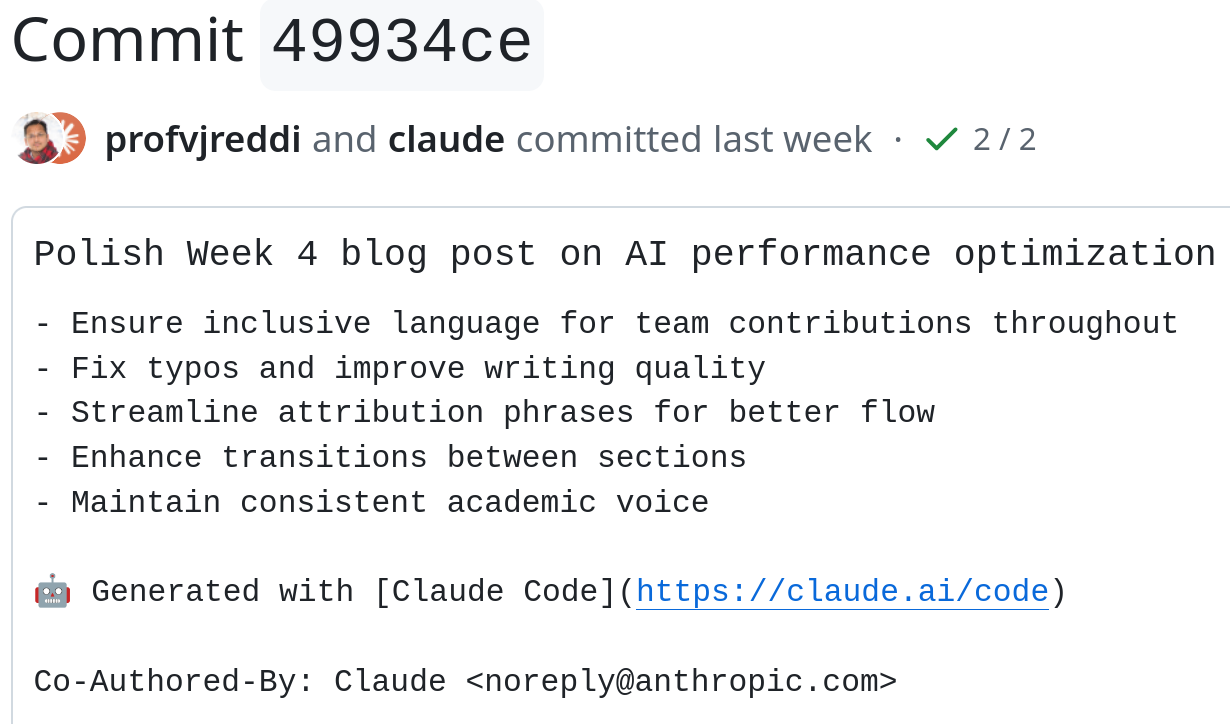 Commit 49934ce
profvjreddi and claude committed last week · ✓ 2 / 2
Polish Week 4 blog post on AI performance optimization
- Ensure inclusive language for team contributions throughout
- Fix typos and improve writing quality
- Streamline attribution phrases for better flow
- Enhance transitions between sections
- Maintain consistent academic voice
🤖 Generated with [Claude Code](https://claude.ai/code)
Co-Authored-By: Claude <noreply@anthropic.com>